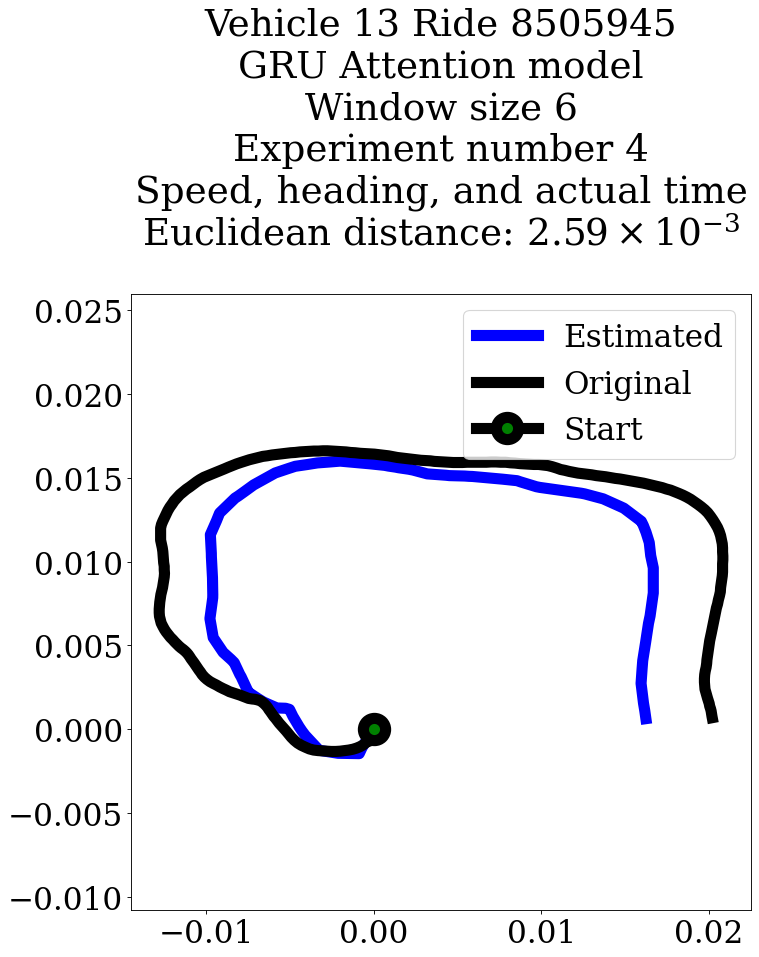 Vehicle 13 Ride 8505945
GRU Attention model
Window size 6
Experiment number 4
Speed, heading, and actual time
Euclidean distance: 2.59 × 10⁻³
Estimated
Original
Start
0.025
0.020
0.015
0.010
0.005
0.000
−0.005
−0.010
−0.01 0.00 0.01 0.02